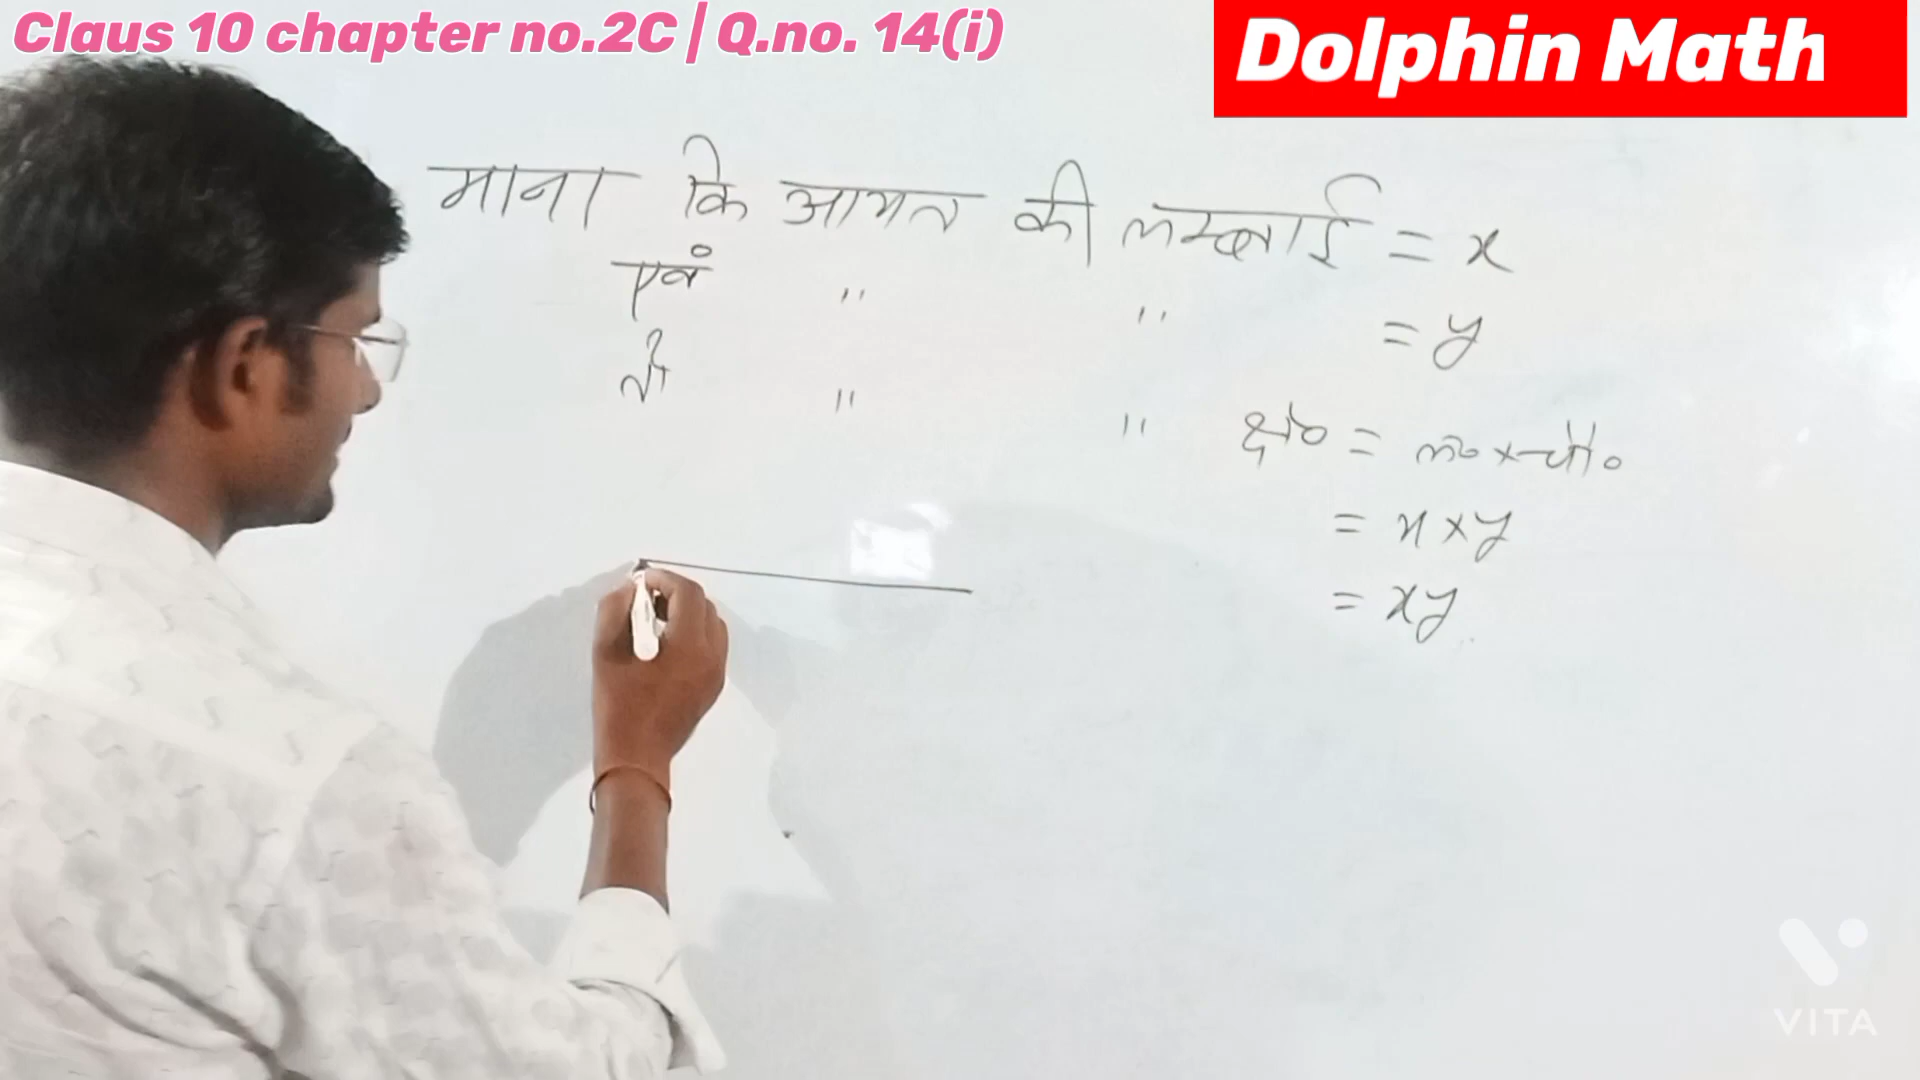 Claus 10 chapter no.2C | Q.no. 14(i)
Dolphin Math
माना कि आयत की लम्बाई = x
एवं " " = y
तो " " क्षे० = ल० × चौ०
= x × y
= xy
VITA